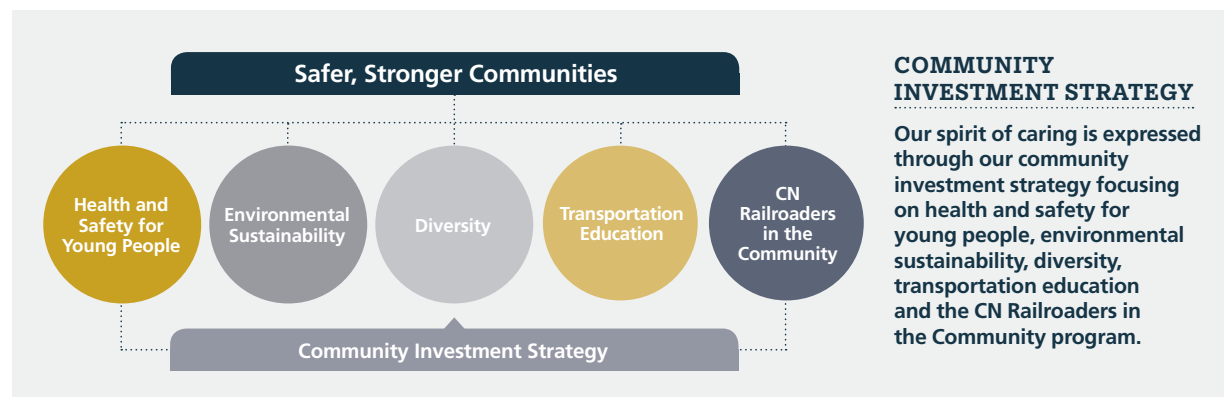 Safer, Stronger Communities
Health and
Safety for
Young People
Environmental
Sustainability
Diversity
Transportation
Education
CN
Railroaders
in the
Community
Community Investment Strategy
COMMUNITY
INVESTMENT STRATEGY
Our spirit of caring is expressed
through our community
investment strategy focusing
on health and safety for
young people, environmental
sustainability, diversity,
transportation education
and the CN Railroaders in
the Community program.